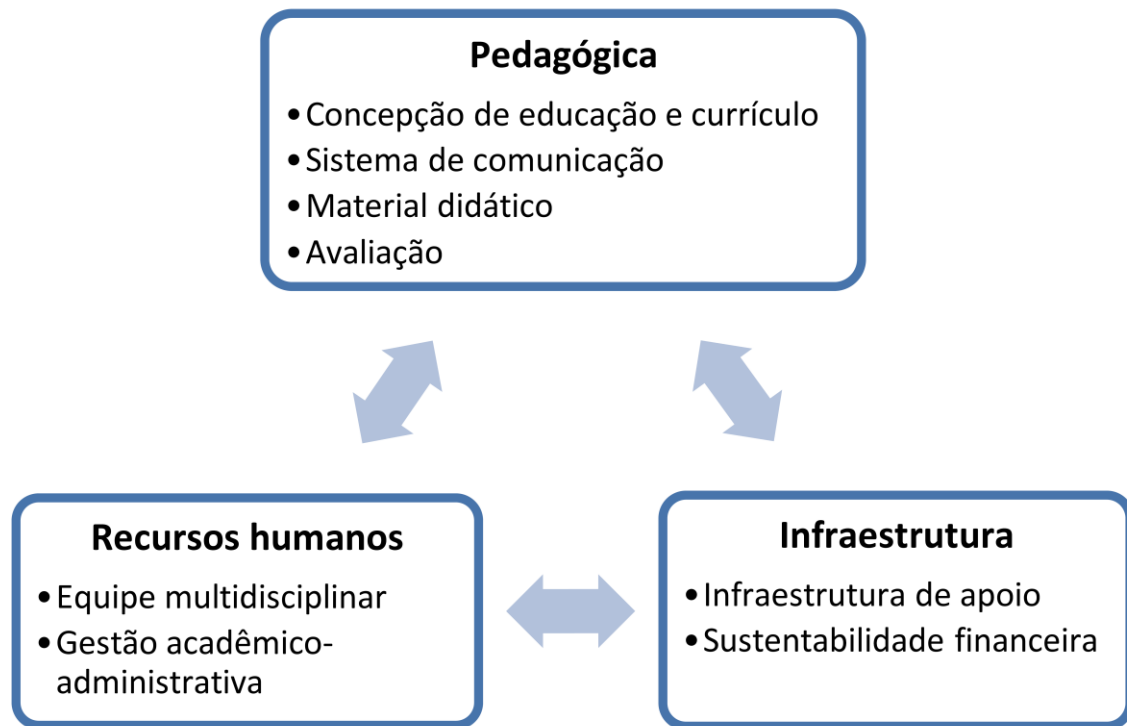 Pedagógica
•Concepção de educação e currículo
•Sistema de comunicação
•Material didático
•Avaliação
Recursos humanos
•Equipe multidisciplinar
•Gestão acadêmico-
administrativa
Infraestrutura
•Infraestrutura de apoio
•Sustentabilidade financeira